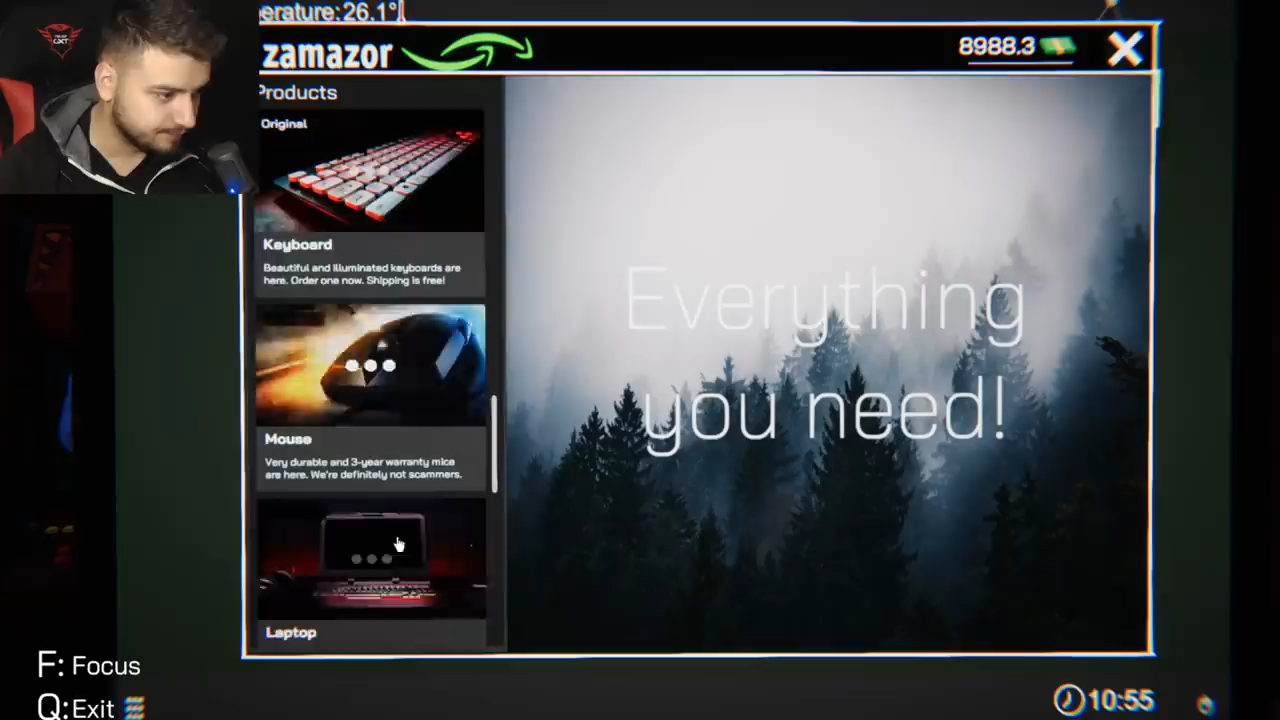 erature:26.1°
zamazor
8988.3
Products
Original
Keyboard
Beautiful and illuminated keyboards are
here. Order one now. Shipping is free!
Mouse
Very durable and 3-year warranty mice
are here. We're definitely not scammers.
Laptop
Everything
you need!
F: Focus
Q:Exit
10:55